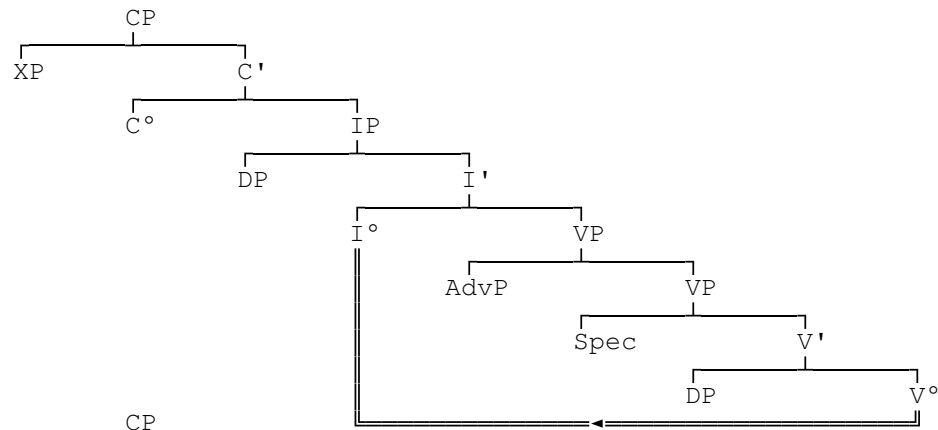 CP
XP C'
C° IP
DP I'
I° VP
AdvP VP
Spec V'
DP V°
CP